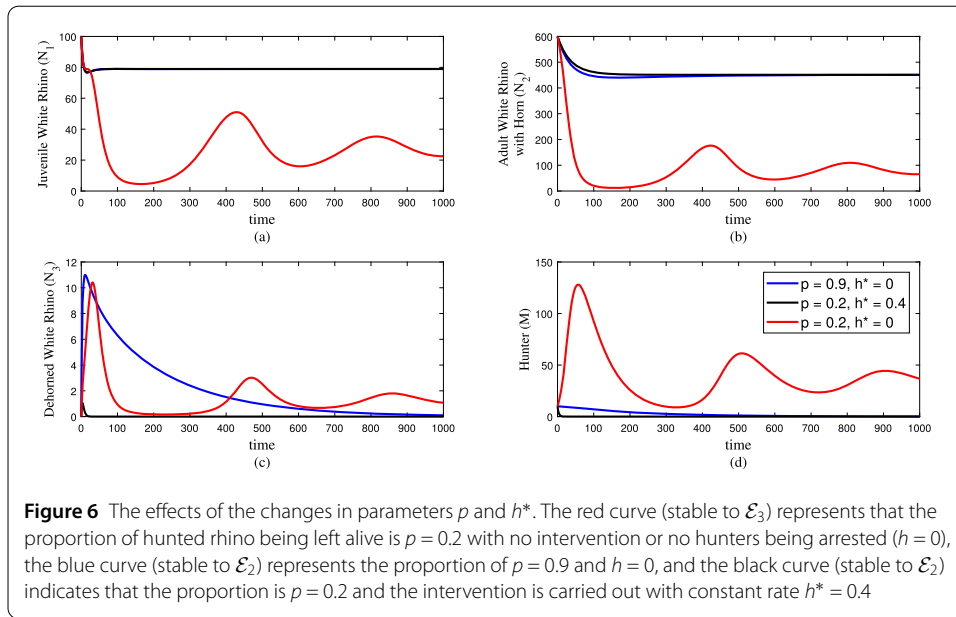 100
80
60
40
20
0
Juvenile White Rhino (N1)
0 100 200 300 400 500 600 700 800 900 1000
time
(a)
600
500
400
300
200
100
0
Adult White Rhino
with Horn (N2)
0 100 200 300 400 500 600 700 800 900 1000
time
(b)
12
10
8
6
4
2
0
Dehorned White Rhino (N3)
0 100 200 300 400 500 600 700 800 900 1000
time
(c)
150
100
50
0
Hunter (M)
p = 0.9, h* = 0
p = 0.2, h* = 0.4
p = 0.2, h* = 0
0 100 200 300 400 500 600 700 800 900 1000
time
(d)
Figure 6 The effects of the changes in parameters p and h*. The red curve (stable to ℰ3) represents that the
proportion of hunted rhino being left alive is p = 0.2 with no intervention or no hunters being arrested (h = 0),
the blue curve (stable to ℰ2) represents the proportion of p = 0.9 and h = 0, and the black curve (stable to ℰ2)
indicates that the proportion is p = 0.2 and the intervention is carried out with constant rate h* = 0.4